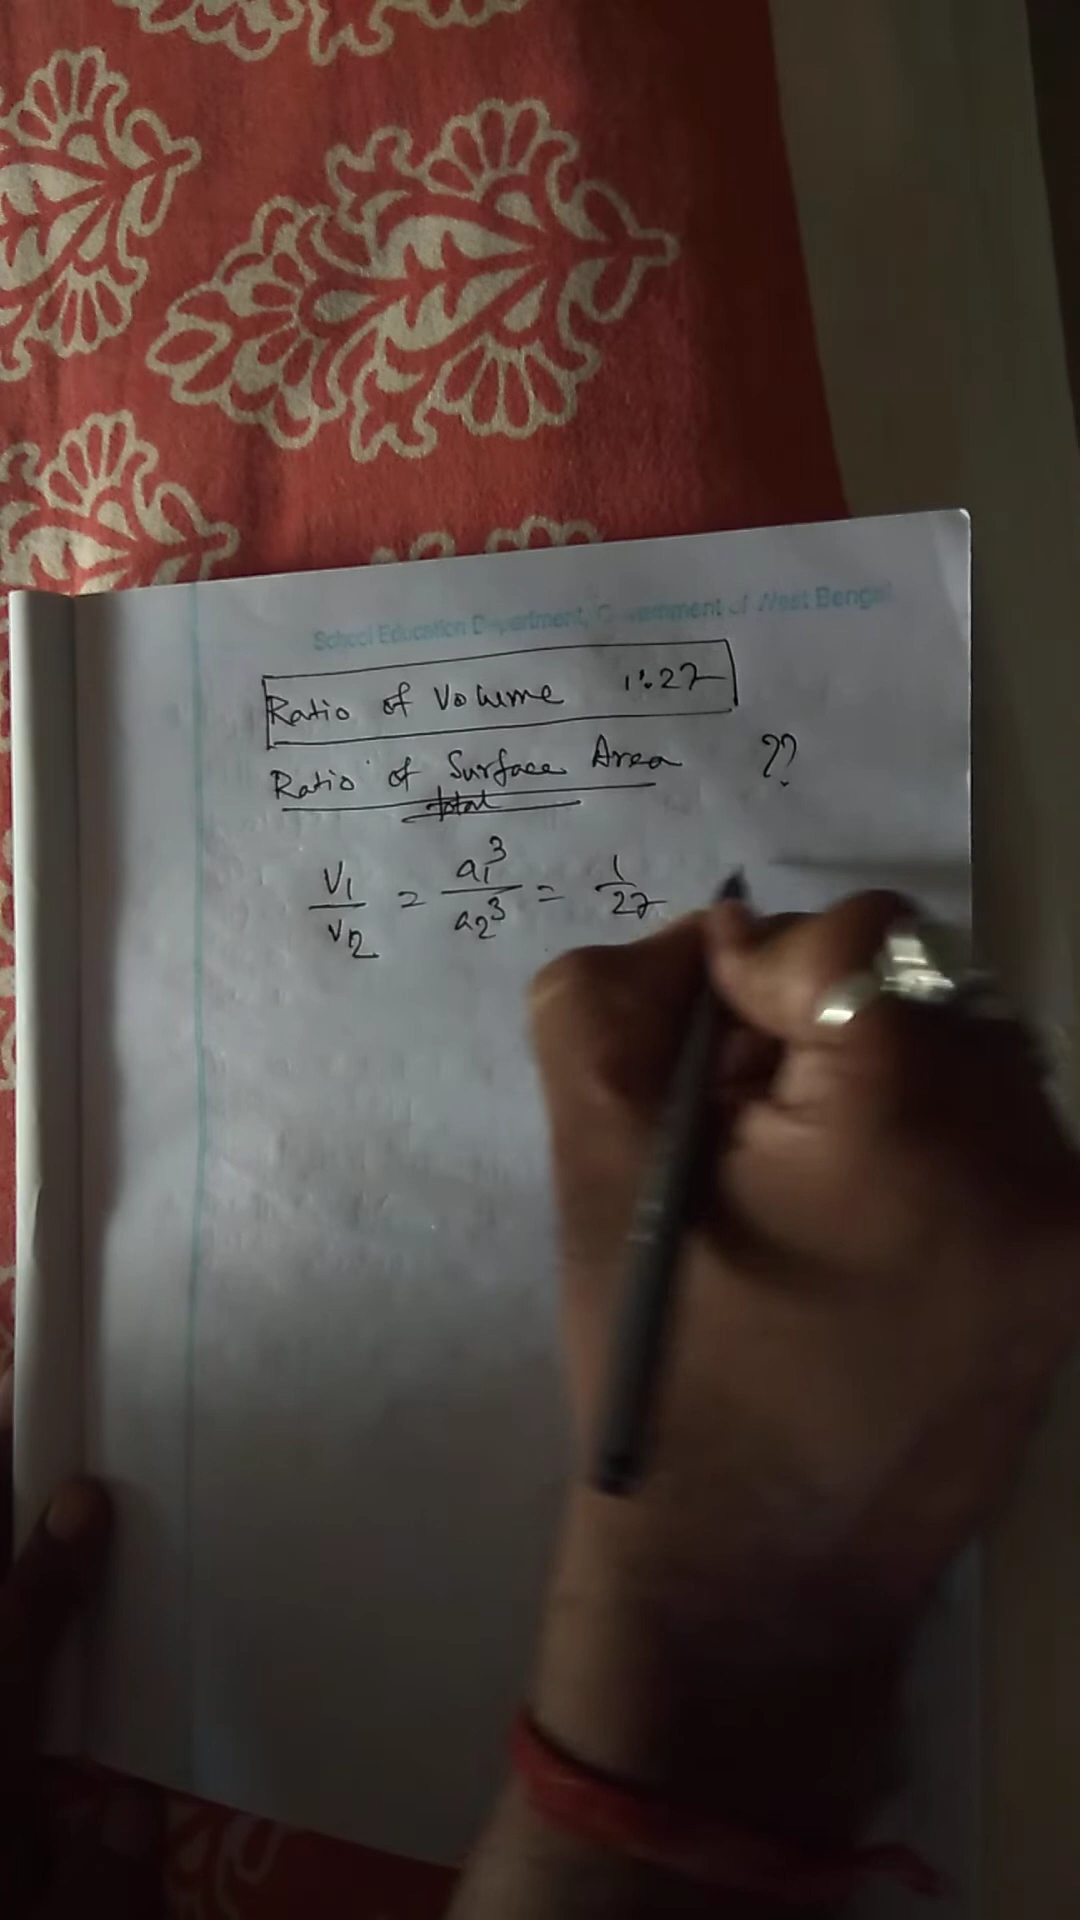 School Education Department, Government of West Bengal
Ratio of Volume 1:27
Ratio of Surface Area ??
total
V1/V2 = a1³/a2³ = 1/27